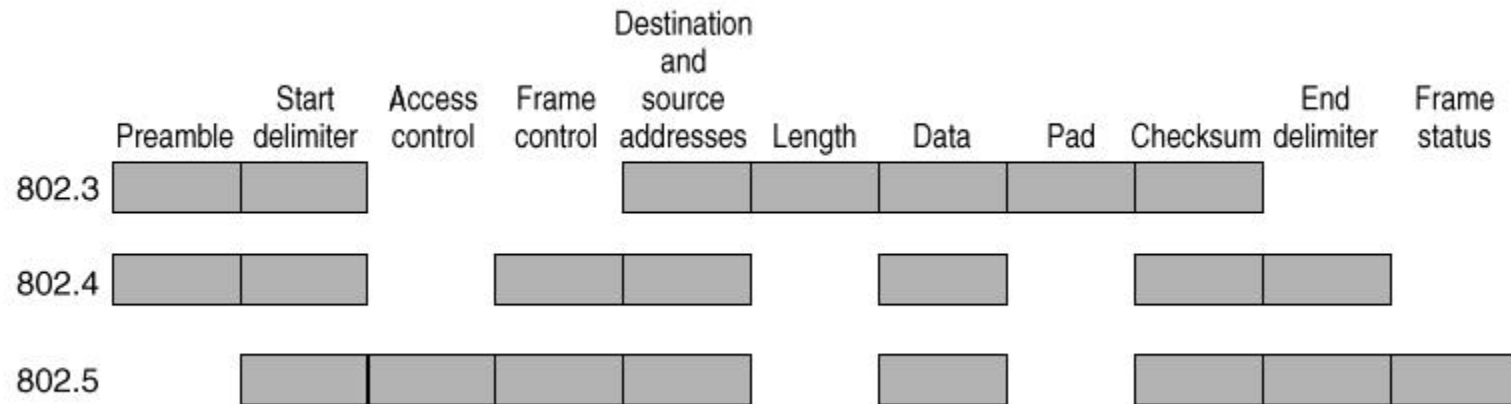 Destination
and
Start Access Frame source End Frame
Preamble delimiter control control addresses Length Data Pad Checksum delimiter status
802.3
802.4
802.5